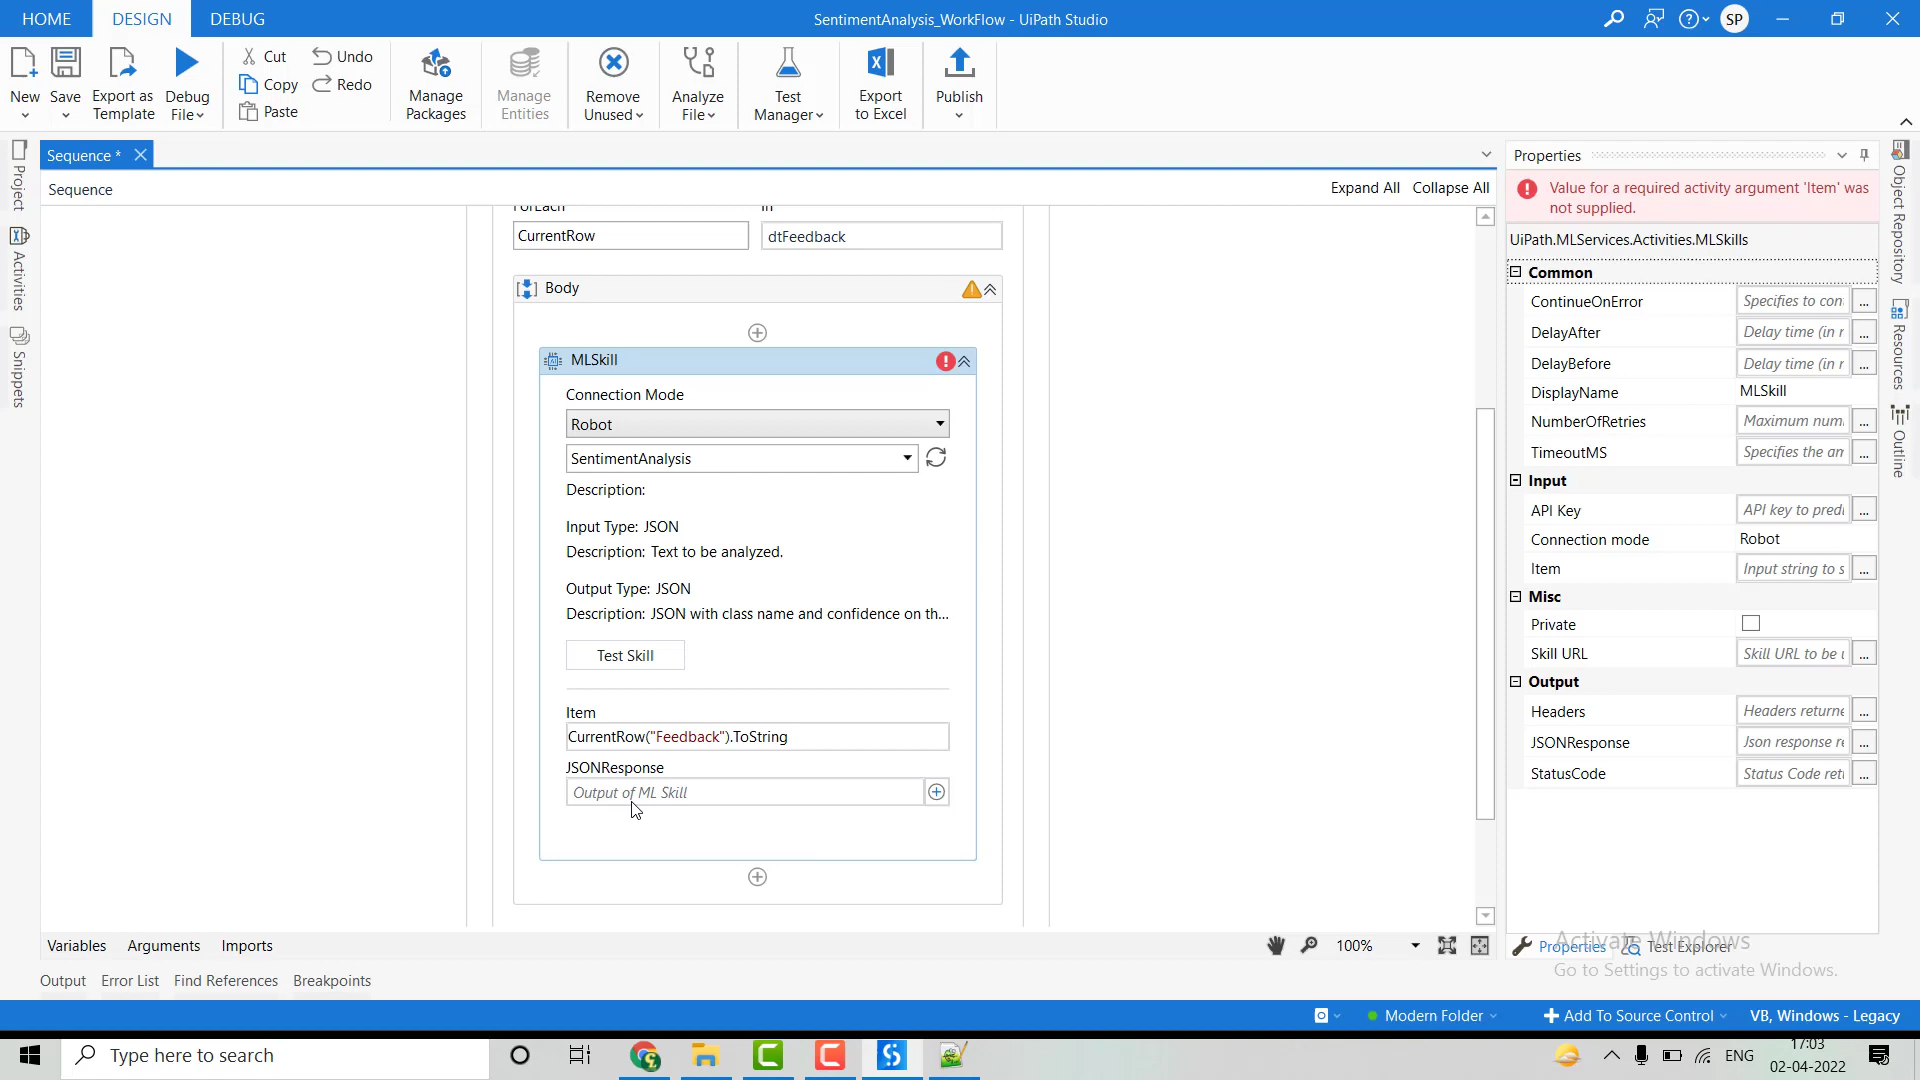 HOME DESIGN DEBUG
SentimentAnalysis_WorkFlow - UiPath Studio
SP
Cut
Undo
Copy
Redo
Paste
New
Save
Export as
Template
Debug
File
Manage
Packages
Manage
Entities
Remove
Unused
Analyze
File
Test
Manager
Export
to Excel
Publish
Sequence *
Sequence
Expand All Collapse All
Project
Activities
Snippets
ForEach
In
CurrentRow
dtFeedback
Body
MLSkill
Connection Mode
Robot
SentimentAnalysis
Description:
Input Type: JSON
Description: Text to be analyzed.
Output Type: JSON
Description: JSON with class name and confidence on th...
Test Skill
Item
CurrentRow("Feedback").ToString
JSONResponse
Output of ML Skill
Properties
Value for a required activity argument 'Item' was
not supplied.
UiPath.MLServices.Activities.MLSkills
Common
ContinueOnError Specifies to con ...
DelayAfter Delay time (in r ...
DelayBefore Delay time (in r ...
DisplayName MLSkill
NumberOfRetries Maximum num ...
TimeoutMS Specifies the am ...
Input
API Key API key to predi ...
Connection mode Robot
Item Input string to s ...
Misc
Private
Skill URL Skill URL to be u ...
Output
Headers Headers returne ...
JSONResponse Json response re ...
StatusCode Status Code retu ...
Object Repository
Resources
Outline
Variables Arguments Imports
100%
Properties Test Explorer
Activate Windows
Go to Settings to activate Windows.
Output Error List Find References Breakpoints
Modern Folder
Add To Source Control
VB, Windows - Legacy
Type here to search
ENG
17:03
02-04-2022